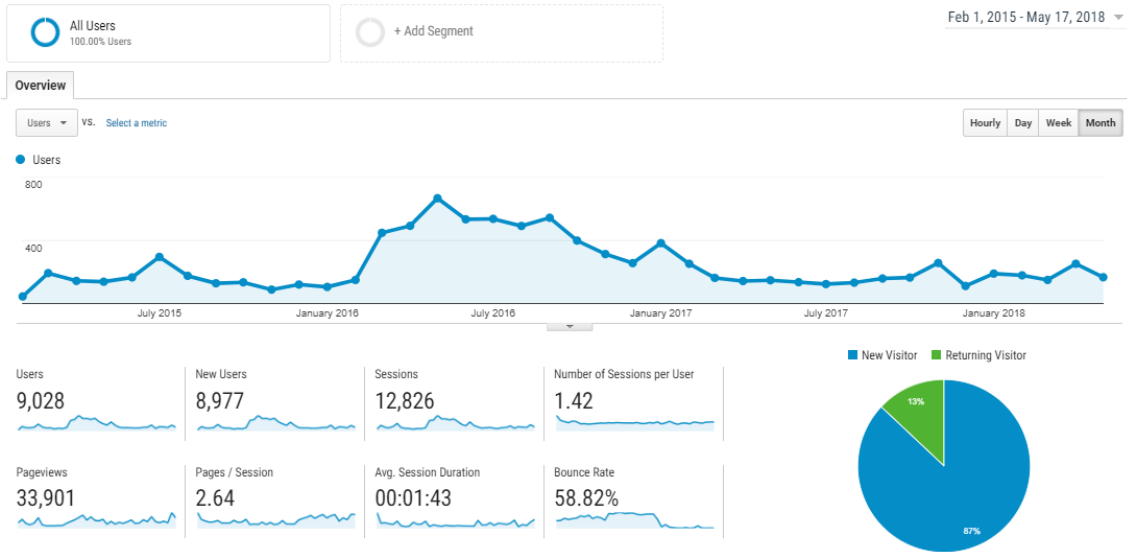 All Users
100.00% Users
+ Add Segment
Feb 1, 2015 - May 17, 2018
Overview
Users
VS.
Select a metric
Hourly
Day
Week
Month
Users
800
400
July 2015
January 2016
July 2016
January 2017
July 2017
January 2018
New Visitor
Returning Visitor
Users
9,028
New Users
8,977
Sessions
12,826
Number of Sessions per User
1.42
Pageviews
33,901
Pages / Session
2.64
Avg. Session Duration
00:01:43
Bounce Rate
58.82%
13%
87%